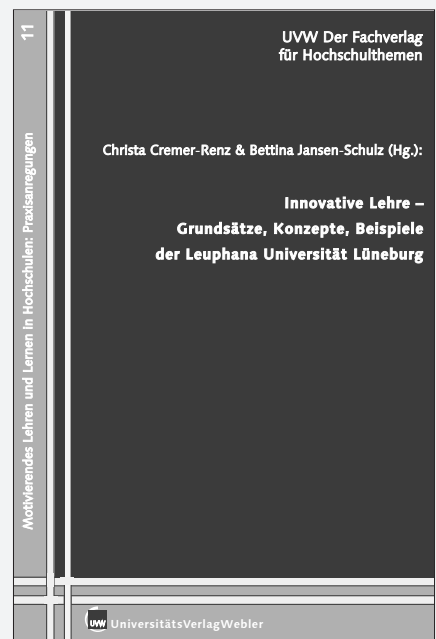 11
Motivierendes Lehren und Lernen in Hochschulen: Praxisanregungen
UVW Der Fachverlag
für Hochschulthemen
Christa Cremer-Renz & Bettina Jansen-Schulz (Hg.):
Innovative Lehre –
Grundsätze, Konzepte, Beispiele
der Leuphana Universität Lüneburg
UVW UniversitätsVerlagWebler